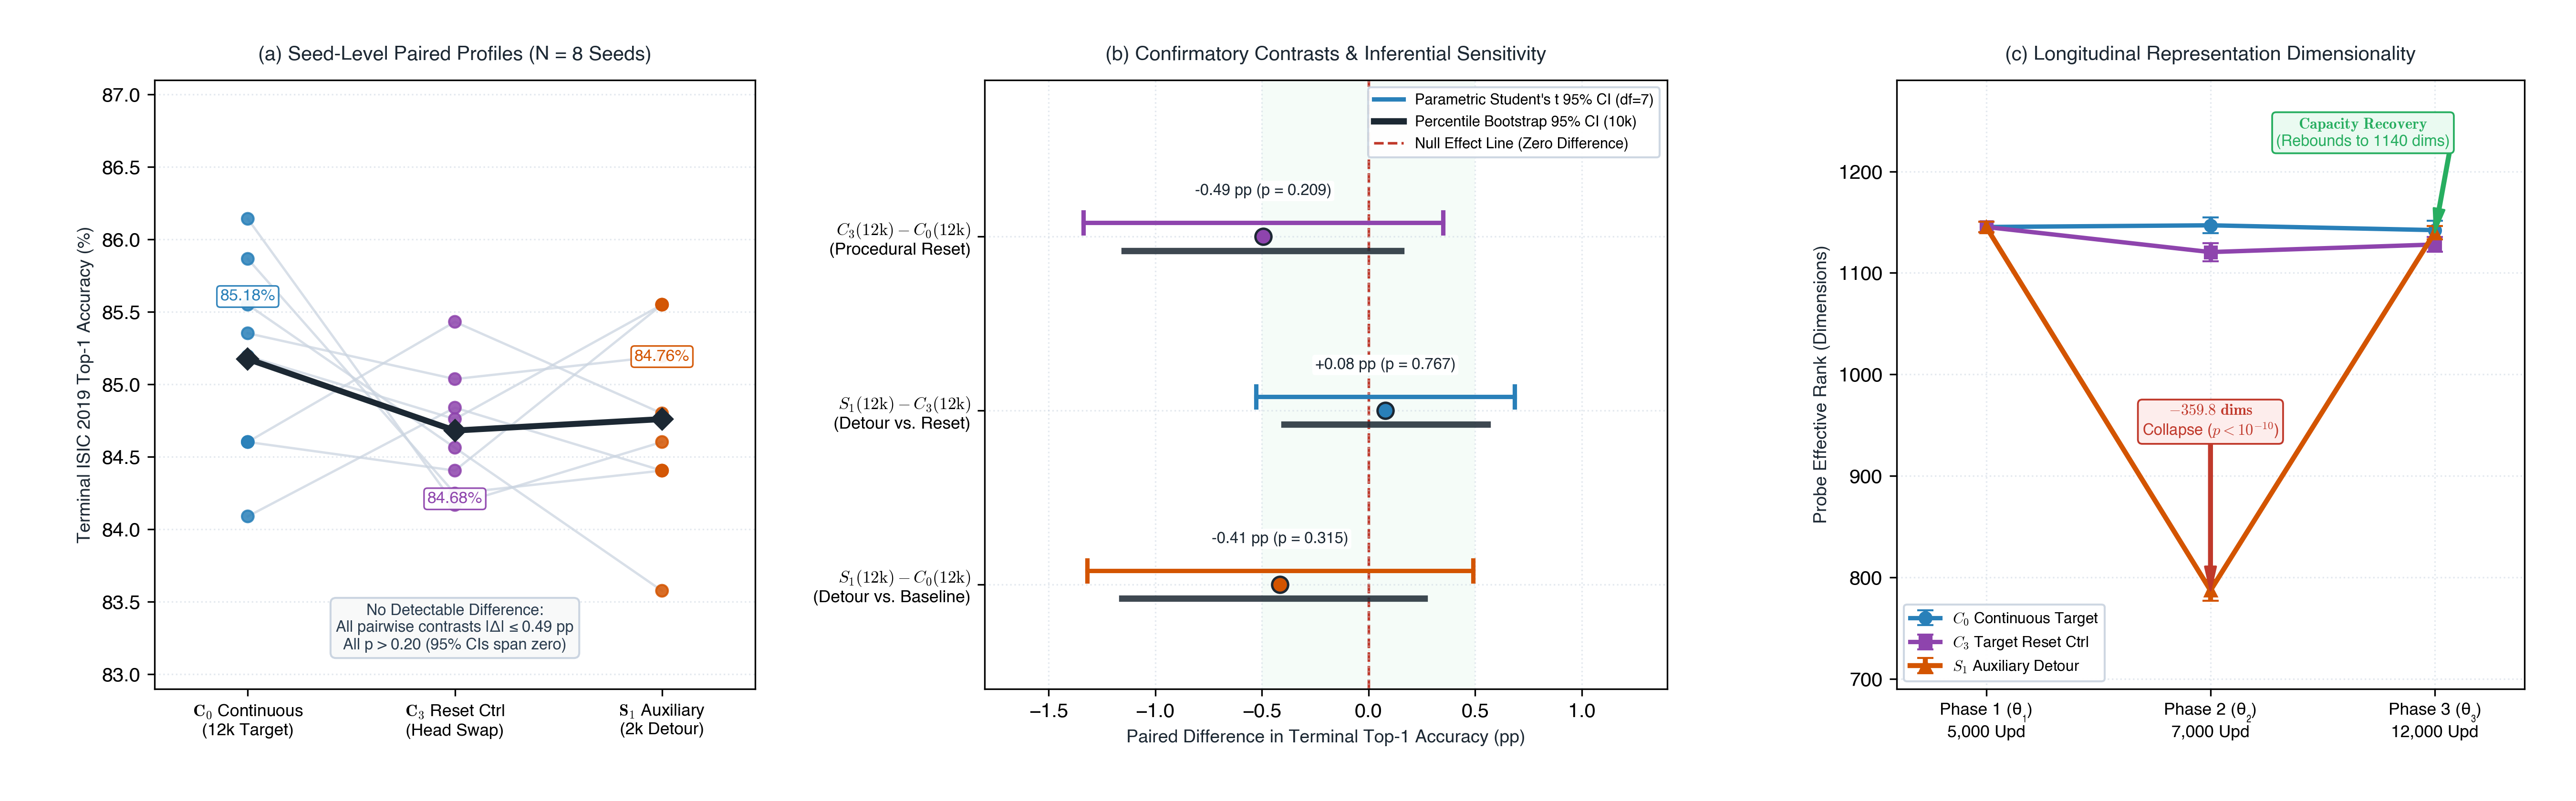 (a) Seed-Level Paired Profiles (N = 8 Seeds)
Terminal ISIC 2019 Top-1 Accuracy (%)
87.0
86.5
86.0
85.5
85.0
84.5
84.0
83.5
83.0
85.18%
84.68%
84.76%
No Detectable Difference:
All pairwise contrasts |Δ| ≤ 0.49 pp
All p > 0.20 (95% CIs span zero)
C₀ Continuous
(12k Target)
C₃ Reset Ctrl
(Head Swap)
S₁ Auxiliary
(2k Detour)
(b) Confirmatory Contrasts & Inferential Sensitivity
Parametric Student's t 95% CI (df=7)
Percentile Bootstrap 95% CI (10k)
Null Effect Line (Zero Difference)
-0.49 pp (p = 0.209)
C₃(12k) − C₀(12k)
(Procedural Reset)
+0.08 pp (p = 0.767)
S₁(12k) − C₃(12k)
(Detour vs. Reset)
-0.41 pp (p = 0.315)
S₁(12k) − C₀(12k)
(Detour vs. Baseline)
−1.5
−1.0
−0.5
0.0
0.5
1.0
Paired Difference in Terminal Top-1 Accuracy (pp)
(c) Longitudinal Representation Dimensionality
Probe Effective Rank (Dimensions)
1200
1100
1000
900
800
700
Capacity Recovery
(Rebounds to 1140 dims)
−359.8 dims
Collapse (p < 10⁻¹⁰)
C₀ Continuous Target
C₃ Target Reset Ctrl
S₁ Auxiliary Detour
Phase 1 (θ₁)
5,000 Upd
Phase 2 (θ₂)
7,000 Upd
Phase 3 (θ₃)
12,000 Upd